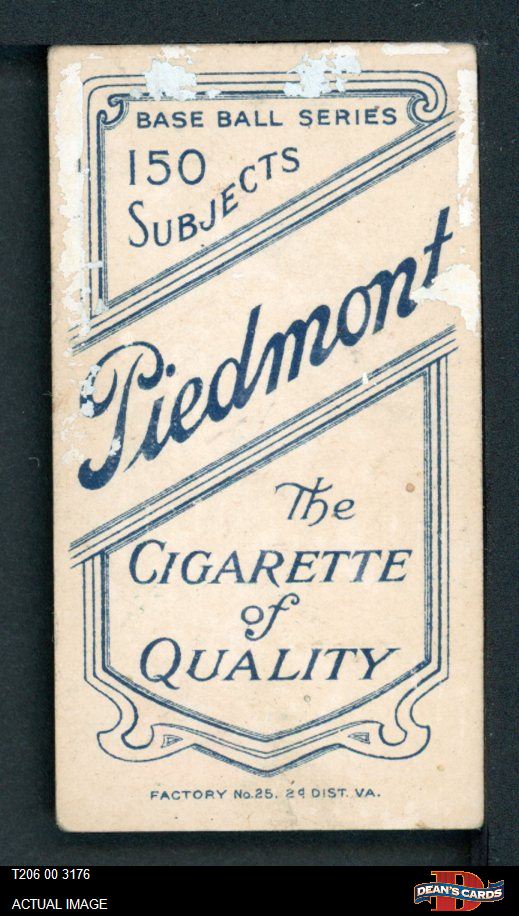 BASE BALL SERIES
150
SUBJECTS
Piedmont
The
CIGARETTE
of
QUALITY
FACTORY No. 25. 2d DIST. VA.
T206 00 3176
ACTUAL IMAGE
D
DEAN'S CARDS